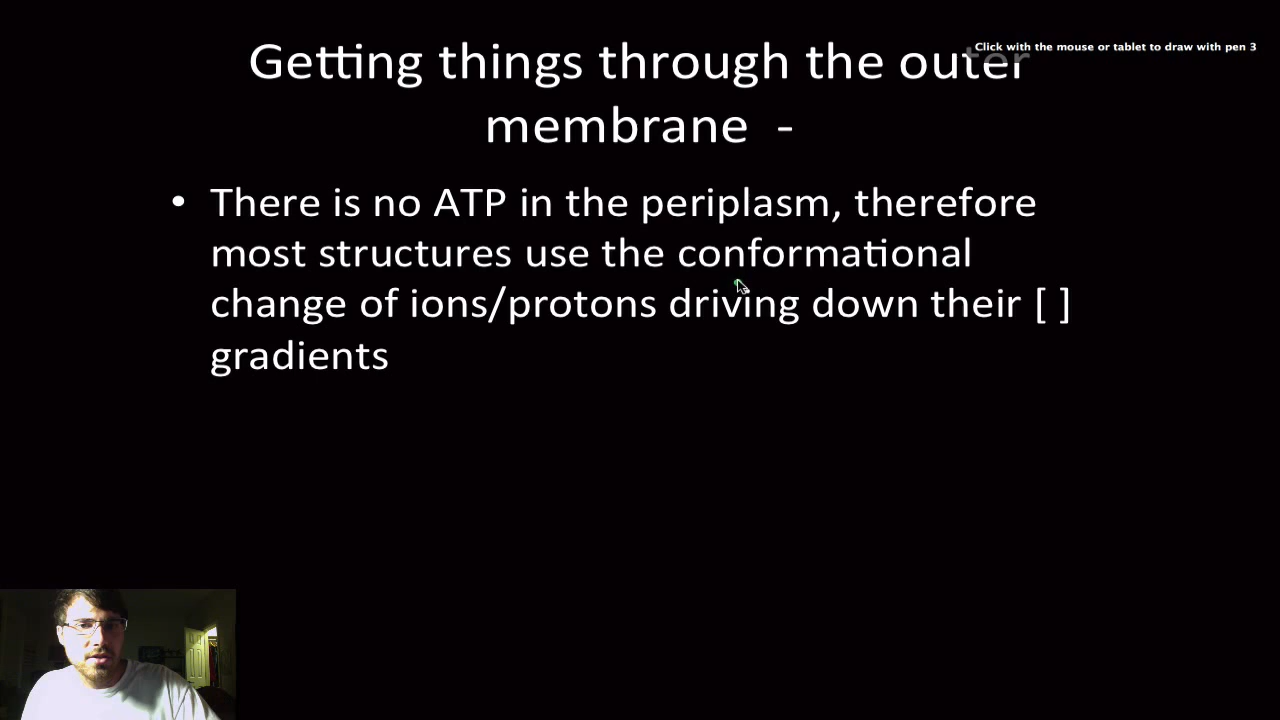 Getting things through the outer
membrane -
Click with the mouse or tablet to draw with pen 3
• There is no ATP in the periplasm, therefore
most structures use the conformational
change of ions/protons driving down their [ ]
gradients